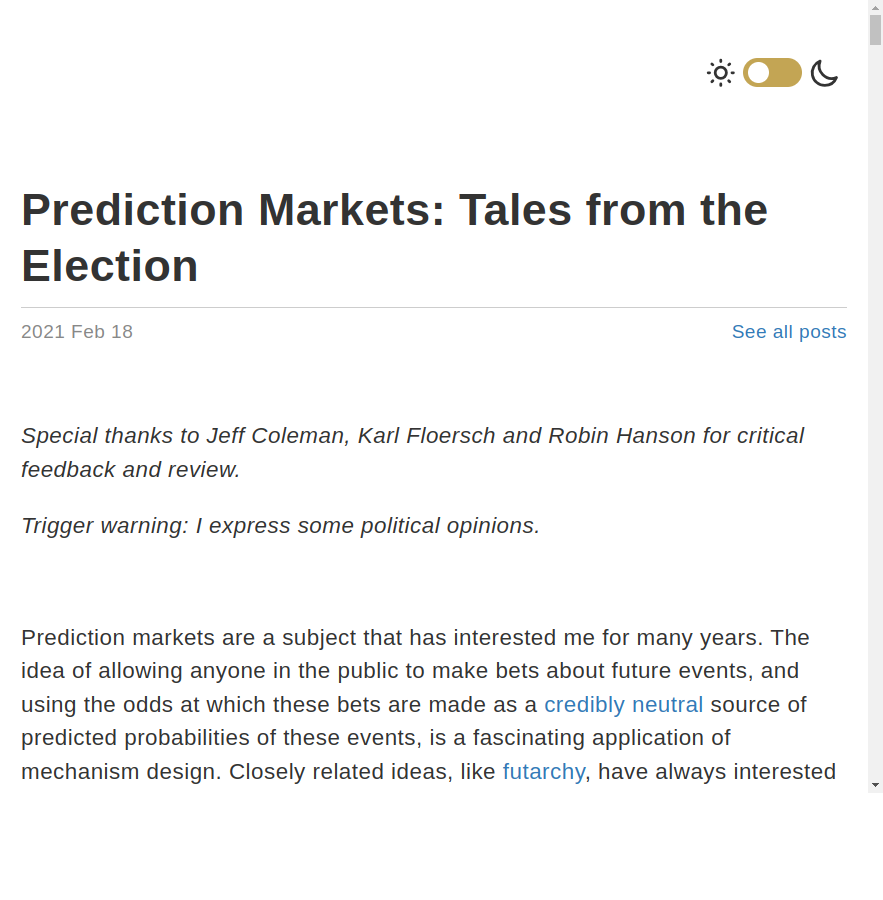 Prediction Markets: Tales from the
Election
2021 Feb 18
See all posts
Special thanks to Jeff Coleman, Karl Floersch and Robin Hanson for critical
feedback and review.
Trigger warning: I express some political opinions.
Prediction markets are a subject that has interested me for many years. The
idea of allowing anyone in the public to make bets about future events, and
using the odds at which these bets are made as a credibly neutral source of
predicted probabilities of these events, is a fascinating application of
mechanism design. Closely related ideas, like futarchy, have always interested